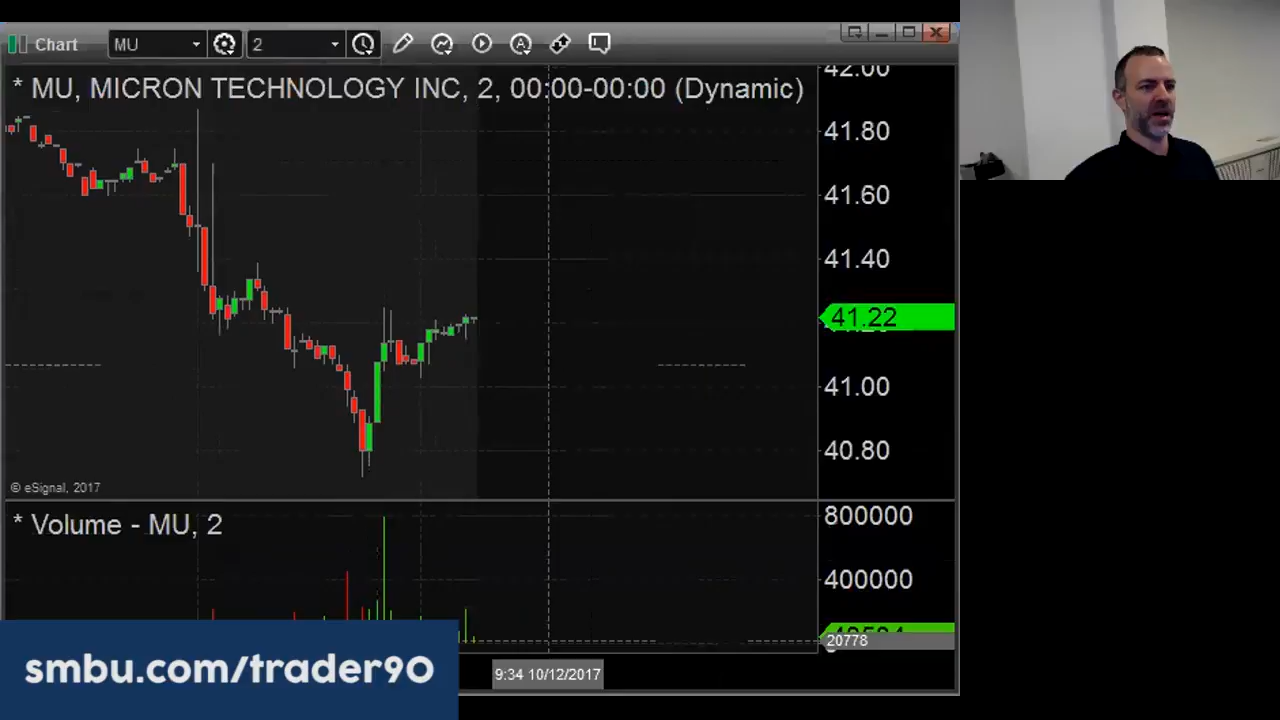 Chart
MU
2
* MU, MICRON TECHNOLOGY INC, 2, 00:00-00:00 (Dynamic)
42.00
41.80
41.60
41.40
41.22
41.00
40.80
© eSignal, 2017
* Volume - MU, 2
800000
400000
20778
9:34 10/12/2017
smbu.com/trader90